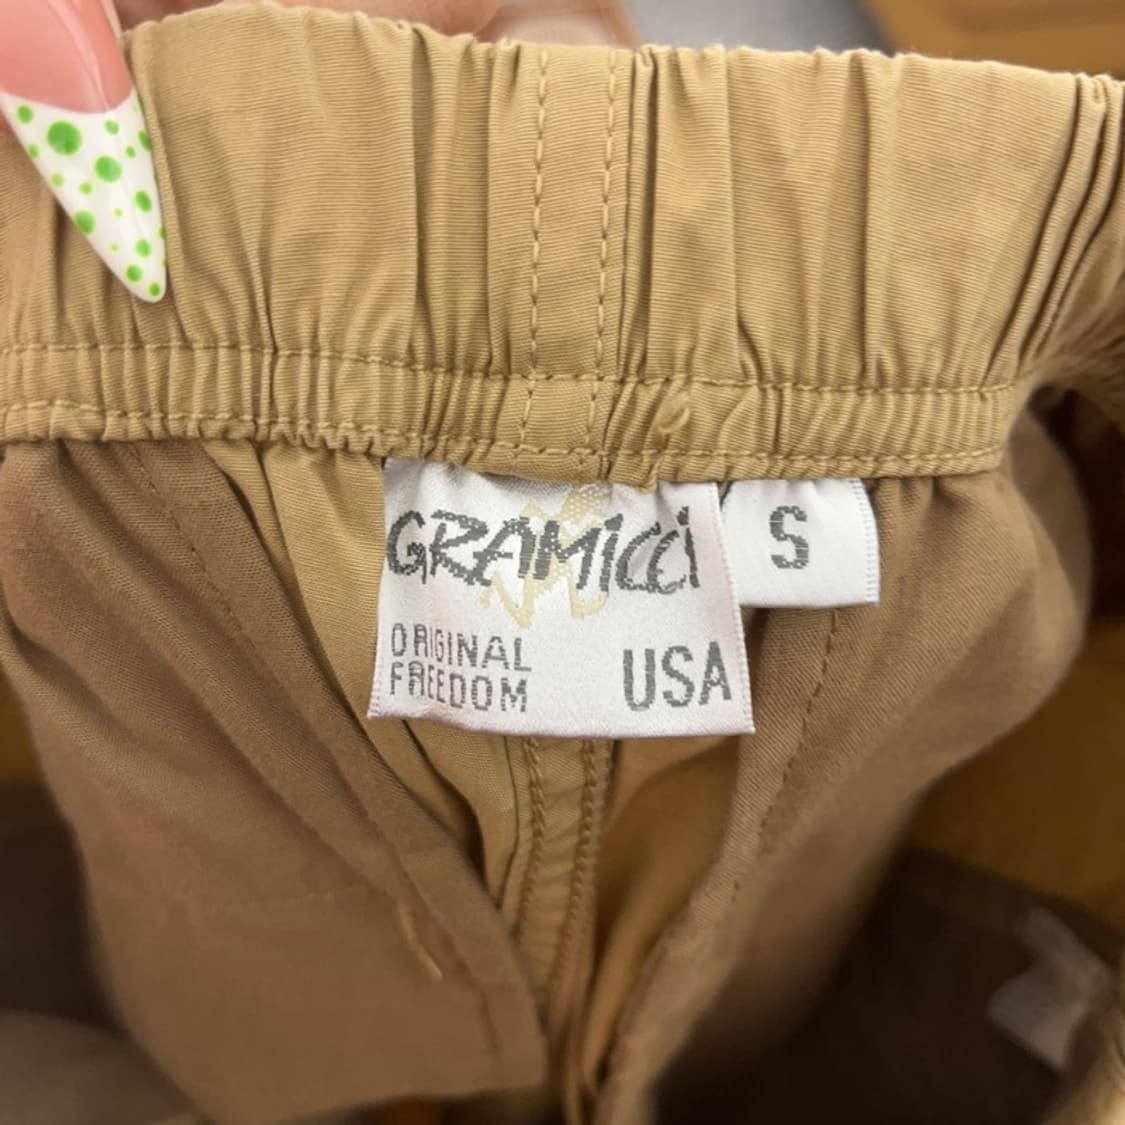 GRAMiCCi
S
ORIGINAL
FREEDOM
USA